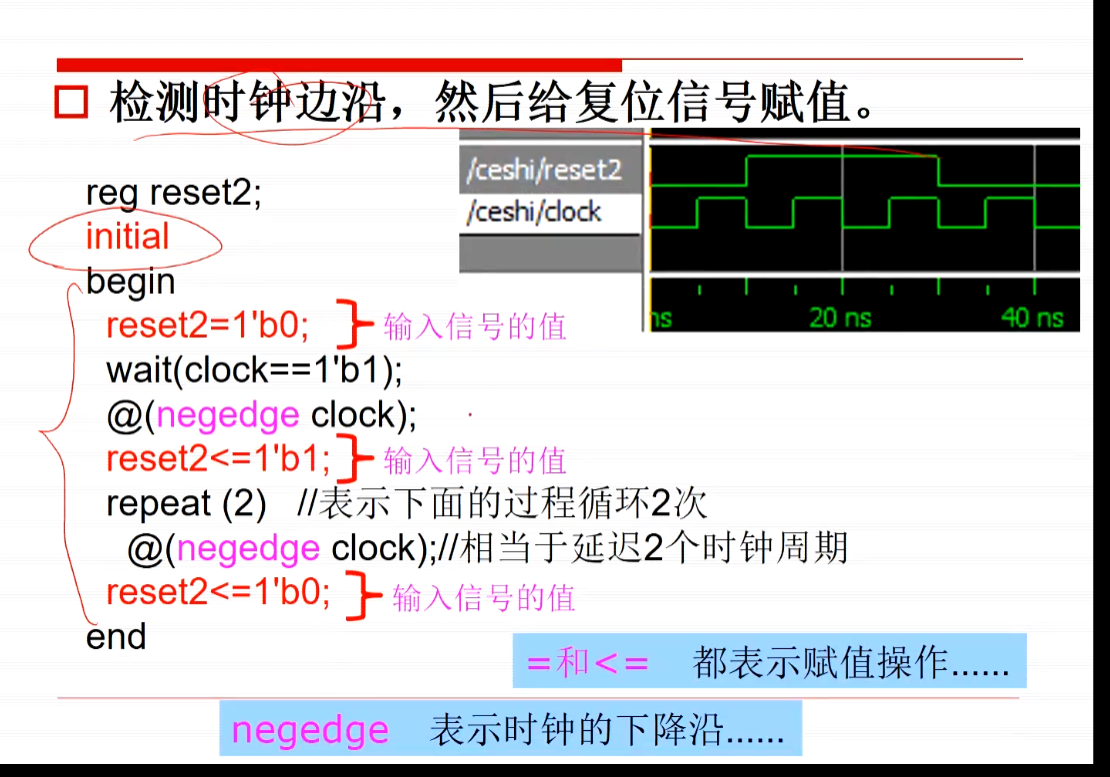 检测时钟边沿，然后给复位信号赋值。
/ceshi/reset2
/ceshi/clock
ns 20 ns 40 ns
reg reset2;
initial
begin
reset2=1'b0; 输入信号的值
wait(clock==1'b1);
@(negedge clock);
reset2<=1'b1; 输入信号的值
repeat (2) //表示下面的过程循环2次
@(negedge clock);//相当于延迟2个时钟周期
reset2<=1'b0; 输入信号的值
end
=和<= 都表示赋值操作......
negedge 表示时钟的下降沿......